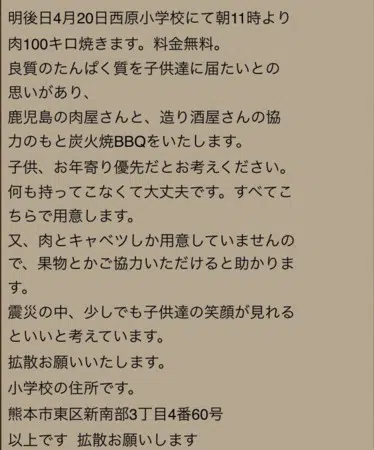 明後日4月20日西原小学校にて朝11時より
肉100キロ焼きます。料金無料。
良質のたんぱく質を子供達に届たいとの
思いがあり、
鹿児島の肉屋さんと、造り酒屋さんの協
力のもと炭火焼BBQをいたします。
子供、お年寄り優先だとお考えください。
何も持ってこなくて大丈夫です。すべてこ
ちらで用意します。
又、肉とキャベツしか用意していませんの
で、果物とかご協力いただけると助かりま
す。
震災の中、少しでも子供達の笑顔が見れる
といいと考えています。
拡散お願いいたします。
小学校の住所です。
熊本市東区新南部3丁目4番60号
以上です 拡散お願いします